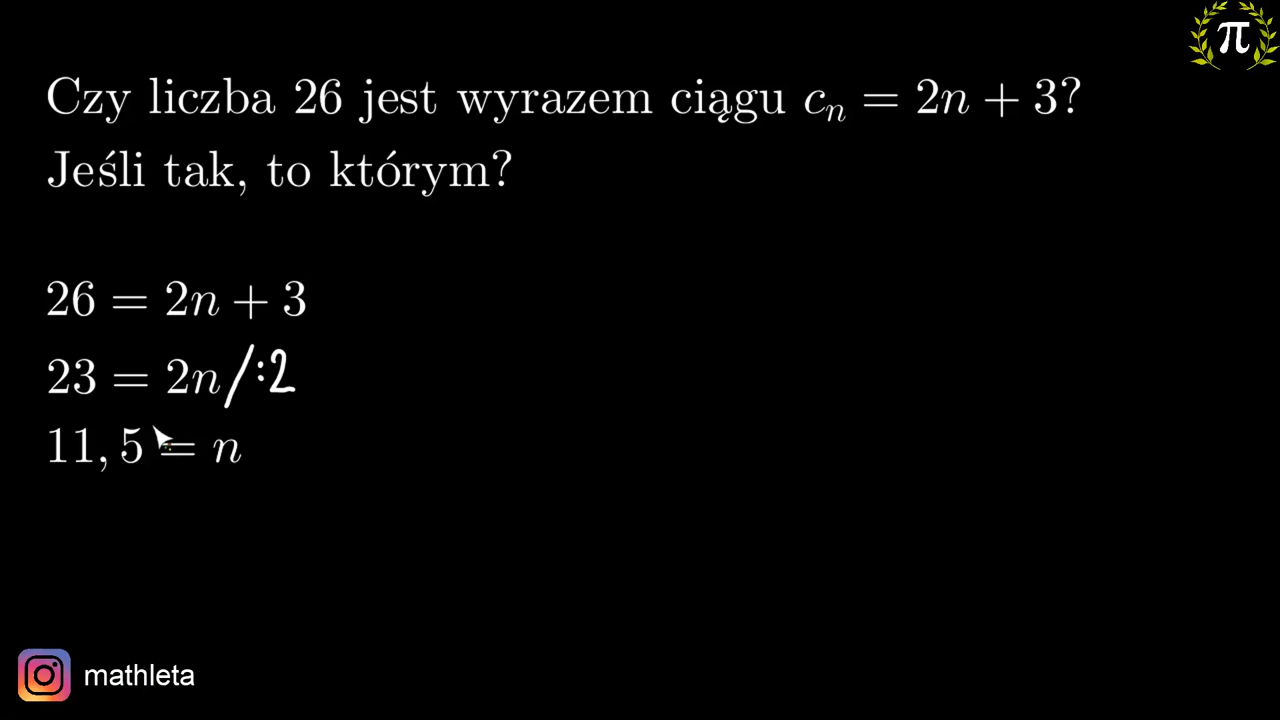 π
Czy liczba 26 jest wyrazem ciągu cₙ = 2n + 3?
Jeśli tak, to którym?
26 = 2n + 3
23 = 2n /:2
11, 5 = n
mathleta